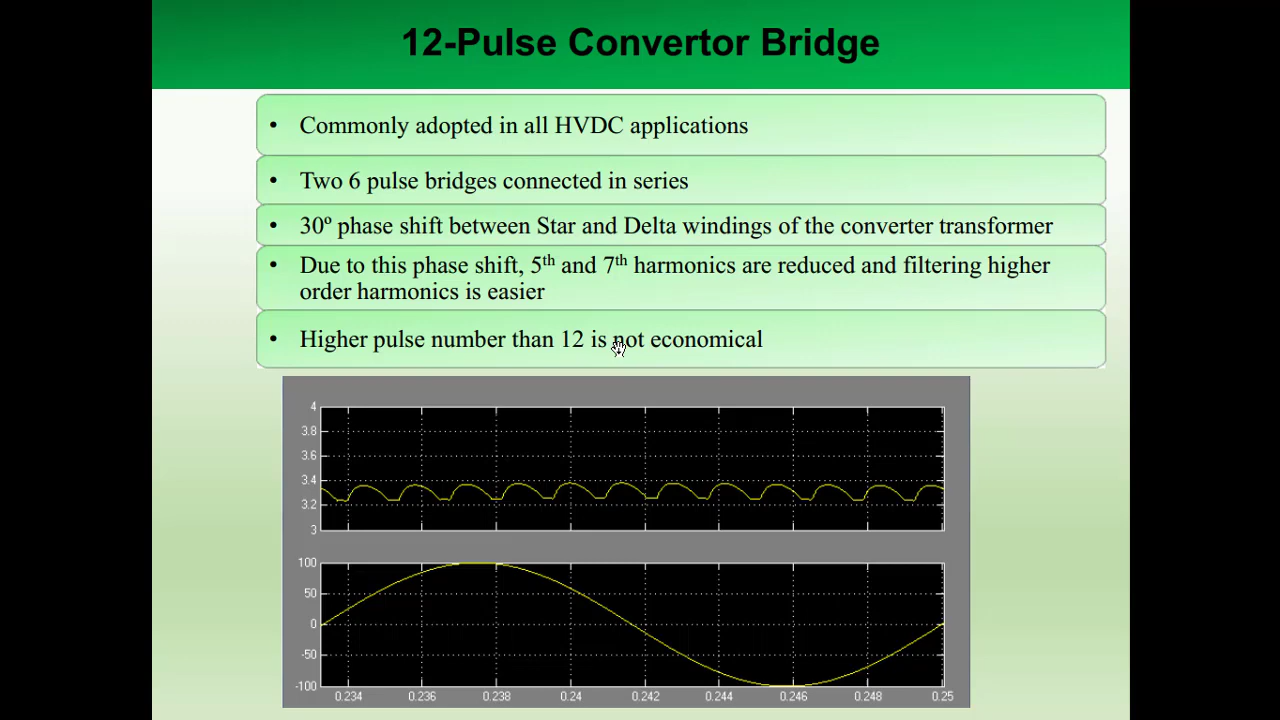 12-Pulse Convertor Bridge
• Commonly adopted in all HVDC applications
• Two 6 pulse bridges connected in series
• 30º phase shift between Star and Delta windings of the converter transformer
• Due to this phase shift, 5th and 7th harmonics are reduced and filtering higher
order harmonics is easier
• Higher pulse number than 12 is not economical
4
3.8
3.6
3.4
3.2
3
100
50
0
-50
-100
0.234 0.236 0.238 0.24 0.242 0.244 0.246 0.248 0.25